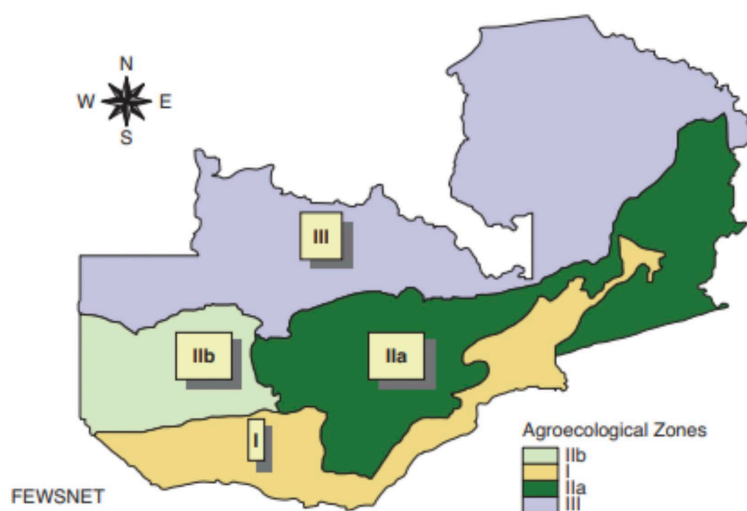 N
W E
S
III
IIb
IIa
I
Agroecological Zones
IIb
I
IIa
III
FEWSNET